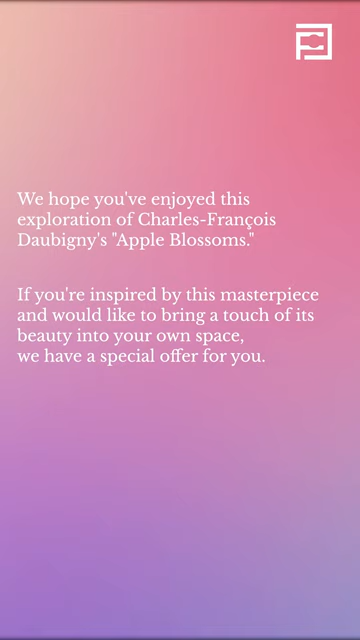 We hope you've enjoyed this
exploration of Charles-François
Daubigny's "Apple Blossoms."
If you're inspired by this masterpiece
and would like to bring a touch of its
beauty into your own space,
we have a special offer for you.